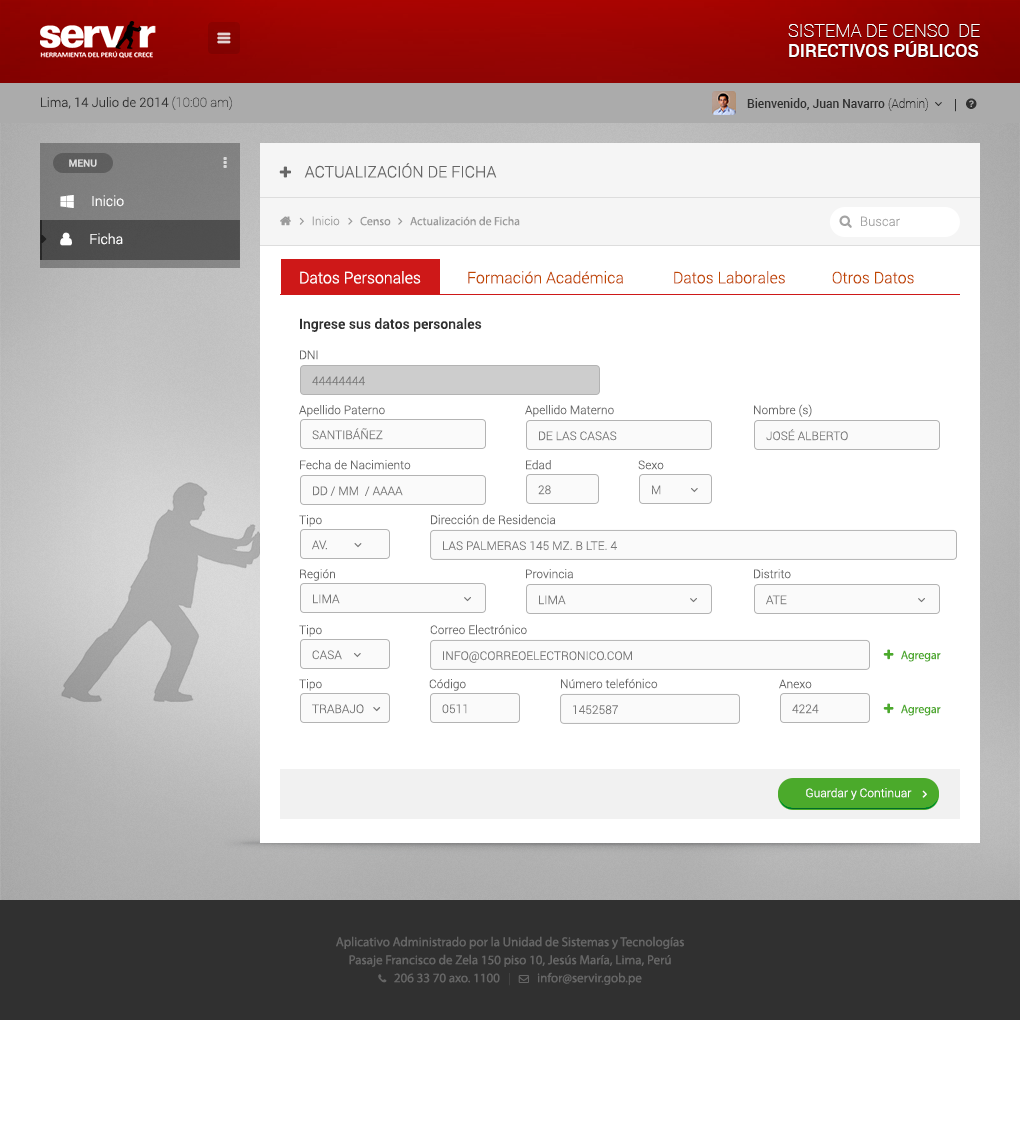 servir
HERRAMIENTA DEL PERÚ QUE CRECE
SISTEMA DE CENSO DE
DIRECTIVOS PÚBLICOS
Lima, 14 Julio de 2014 (10:00 am)
Bienvenido, Juan Navarro (Admin) |
MENU
Inicio
Ficha
ACTUALIZACIÓN DE FICHA
Inicio > Censo > Actualización de Ficha
Buscar
Datos Personales Formación Académica Datos Laborales Otros Datos
Ingrese sus datos personales
DNI
44444444
Apellido Paterno Apellido Materno Nombre (s)
SANTIBÁÑEZ DE LAS CASAS JOSÉ ALBERTO
Fecha de Nacimiento Edad Sexo
DD / MM / AAAA 28 M
Tipo Dirección de Residencia
AV. LAS PALMERAS 145 MZ. B LTE. 4
Región Provincia Distrito
LIMA LIMA ATE
Tipo Correo Electrónico
CASA INFO@CORREOELECTRONICO.COM Agregar
Tipo Código Número telefónico Anexo
TRABAJO 0511 1452587 4224 Agregar
Guardar y Continuar
Aplicativo Administrado por la Unidad de Sistemas y Tecnologías
Pasaje Francisco de Zela 150 piso 10, Jesús María, Lima, Perú
206 33 70 axo. 1100 | infor@servir.gob.pe